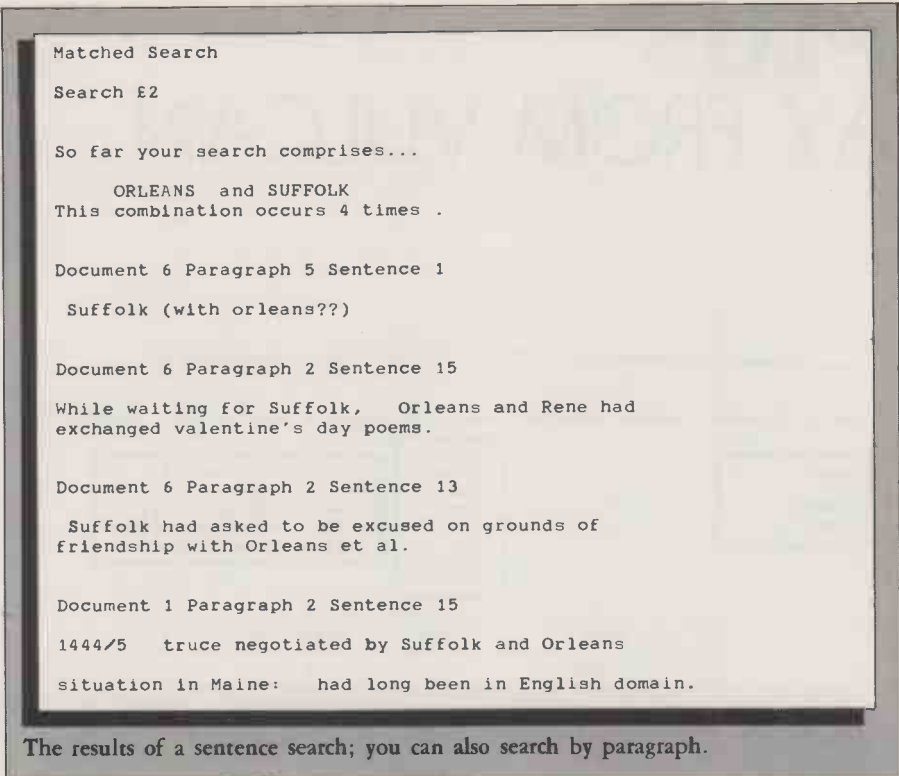 Matched Search
Search £2
So far your search comprises...
ORLEANS and SUFFOLK
This combination occurs 4 times .
Document 6 Paragraph 5 Sentence 1
Suffolk (with orleans??)
Document 6 Paragraph 2 Sentence 15
While waiting for Suffolk, Orleans and Rene had
exchanged valentine's day poems.
Document 6 Paragraph 2 Sentence 13
Suffolk had asked to be excused on grounds of
friendship with Orleans et al.
Document 1 Paragraph 2 Sentence 15
1444/5 truce negotiated by Suffolk and Orleans
situation in Maine: had long been in English domain.
The results of a sentence search; you can also search by paragraph.